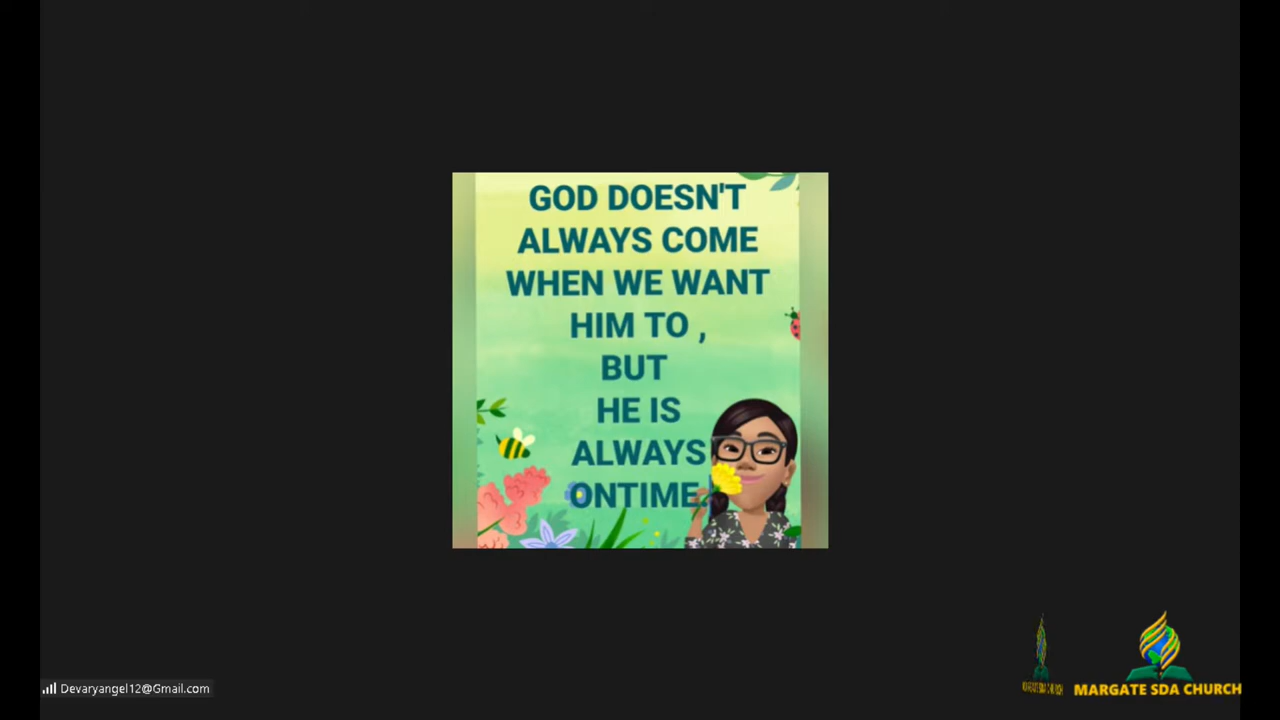 GOD DOESN'T
ALWAYS COME
WHEN WE WANT
HIM TO ,
BUT
HE IS
ALWAYS
ONTIME.
Devaryangel12@Gmail.com
MARGATE SDA CHURCH